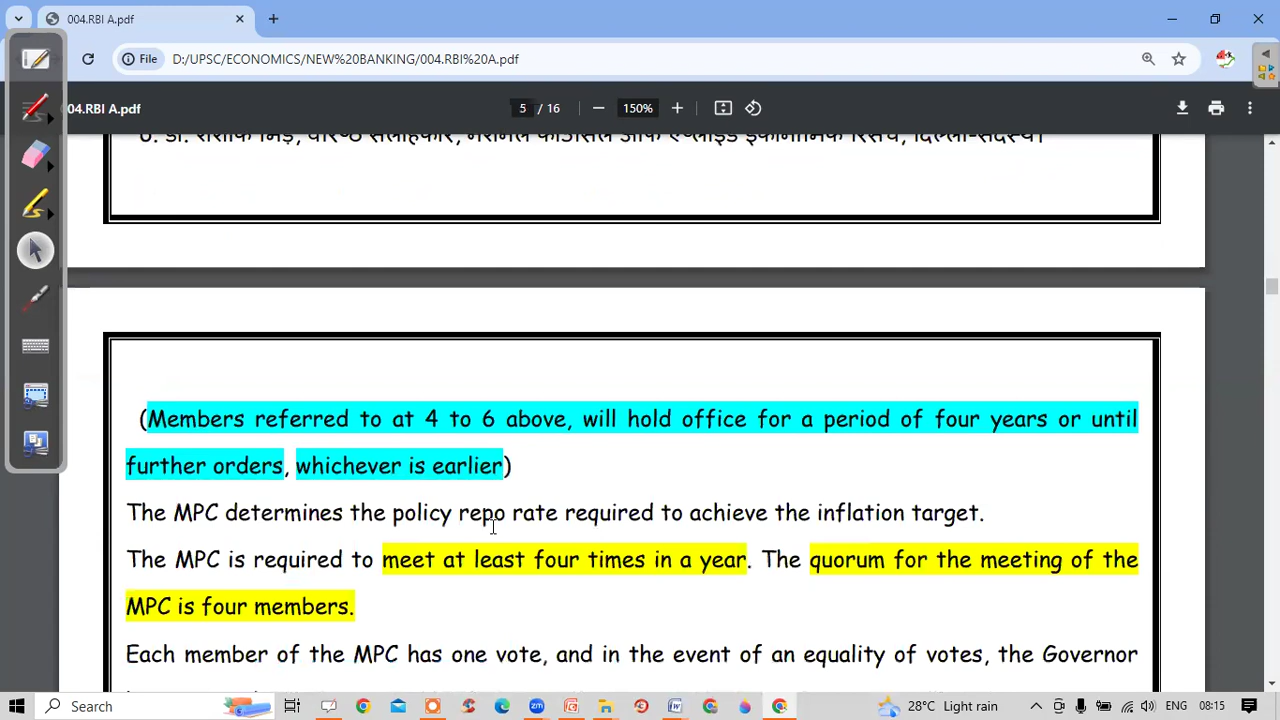 004.RBI A.pdf
File
D:/UPSC/ECONOMICS/NEW%20BANKING/004.RBI%20A.pdf
004.RBI A.pdf
5 / 16
150%
(Members referred to at 4 to 6 above, will hold office for a period of four years or until
further orders, whichever is earlier)
The MPC determines the policy repo rate required to achieve the inflation target.
The MPC is required to meet at least four times in a year. The quorum for the meeting of the
MPC is four members.
Each member of the MPC has one vote, and in the event of an equality of votes, the Governor
Search
28°C Light rain
ENG
08:15